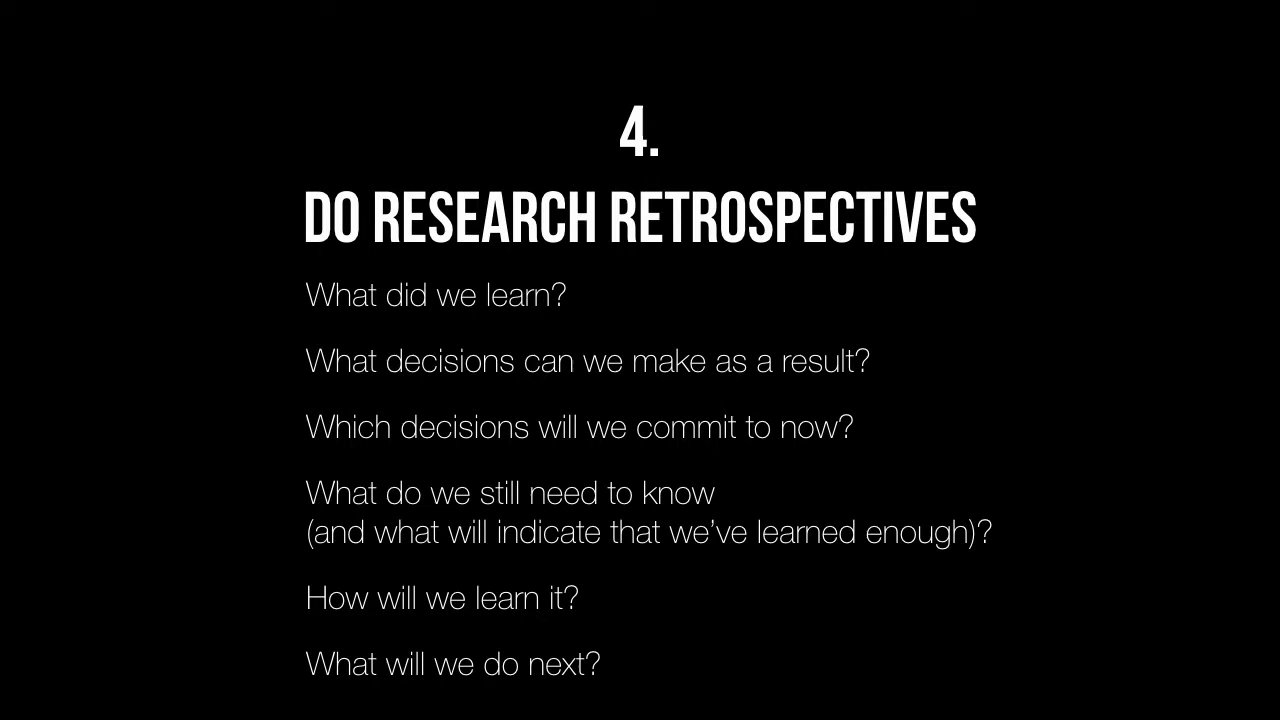 4.
DO RESEARCH RETROSPECTIVES
What did we learn?
What decisions can we make as a result?
Which decisions will we commit to now?
What do we still need to know
(and what will indicate that we’ve learned enough)?
How will we learn it?
What will we do next?